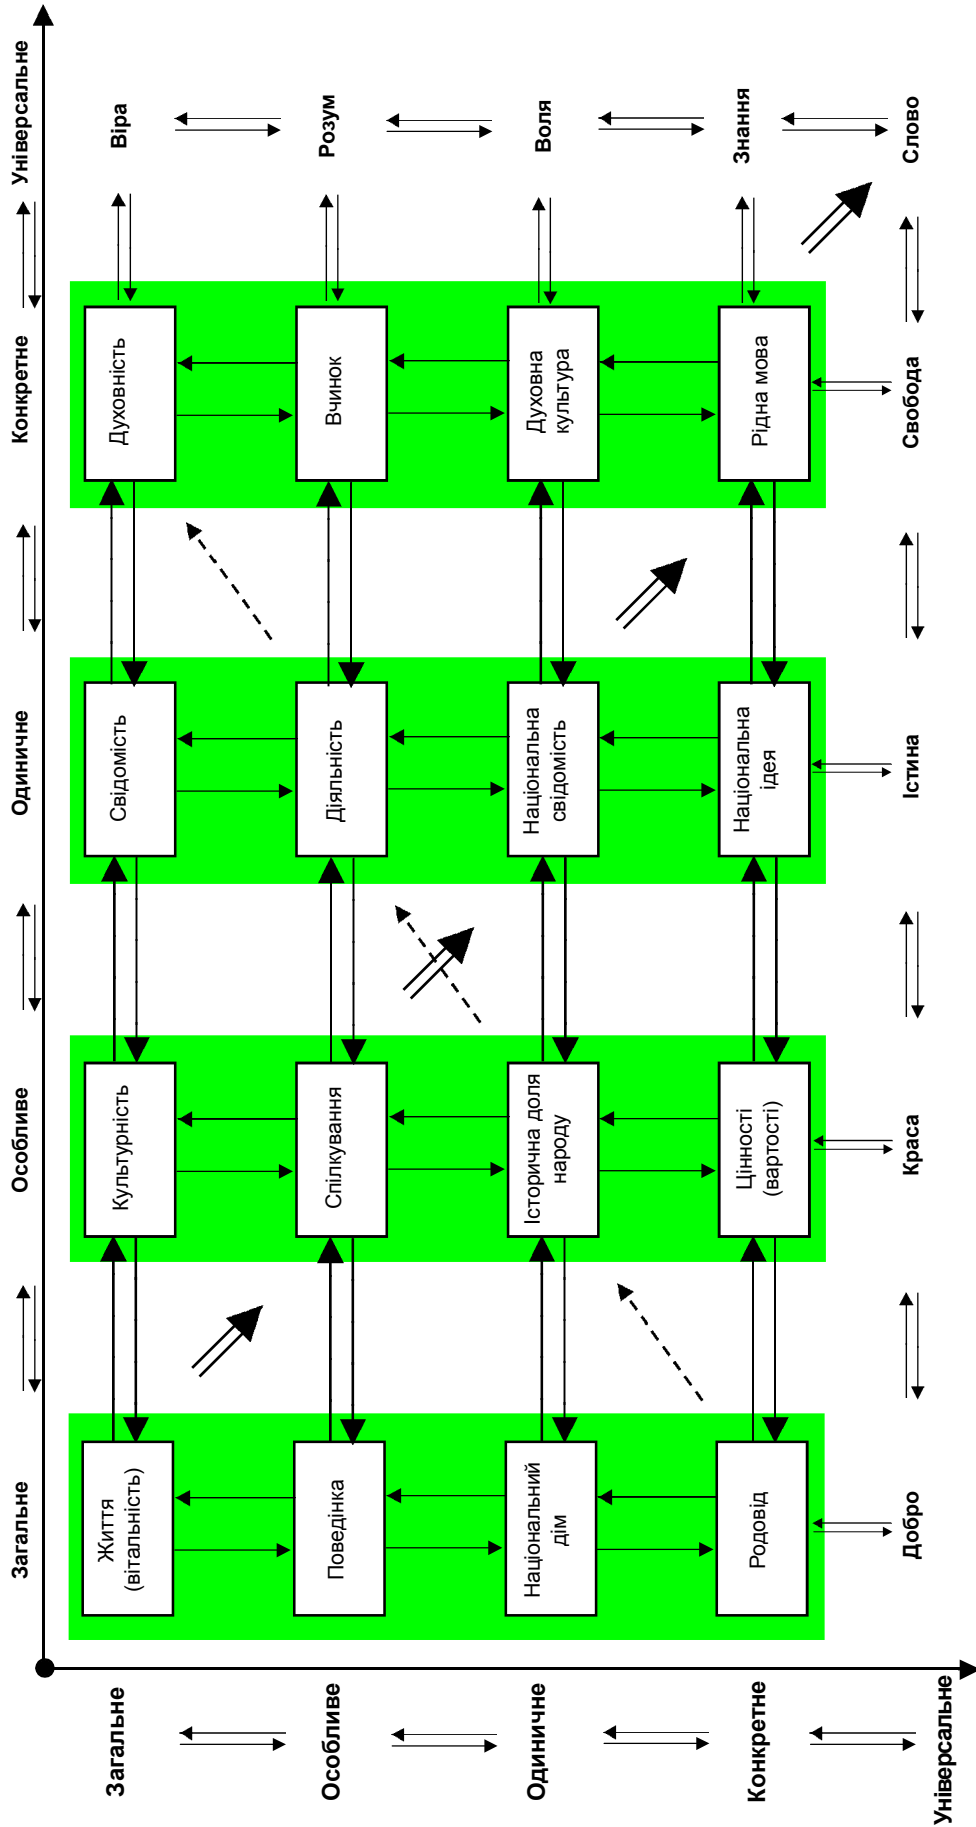 Загальне
Особливе
Одиничне
Конкретне
Універсальне
Загальне
Життя
(вітальність)
Культурність
Свідомість
Духовність
Віра
Особливе
Поведінка
Спілкування
Діяльність
Вчинок
Розум
Одиничне
Національний
дім
Історична доля
народу
Національна
свідомість
Духовна
культура
Воля
Конкретне
Родовід
Цінності
(вартості)
Національна
ідея
Рідна мова
Знання
Універсальне
Добро
Краса
Істина
Свобода
Слово